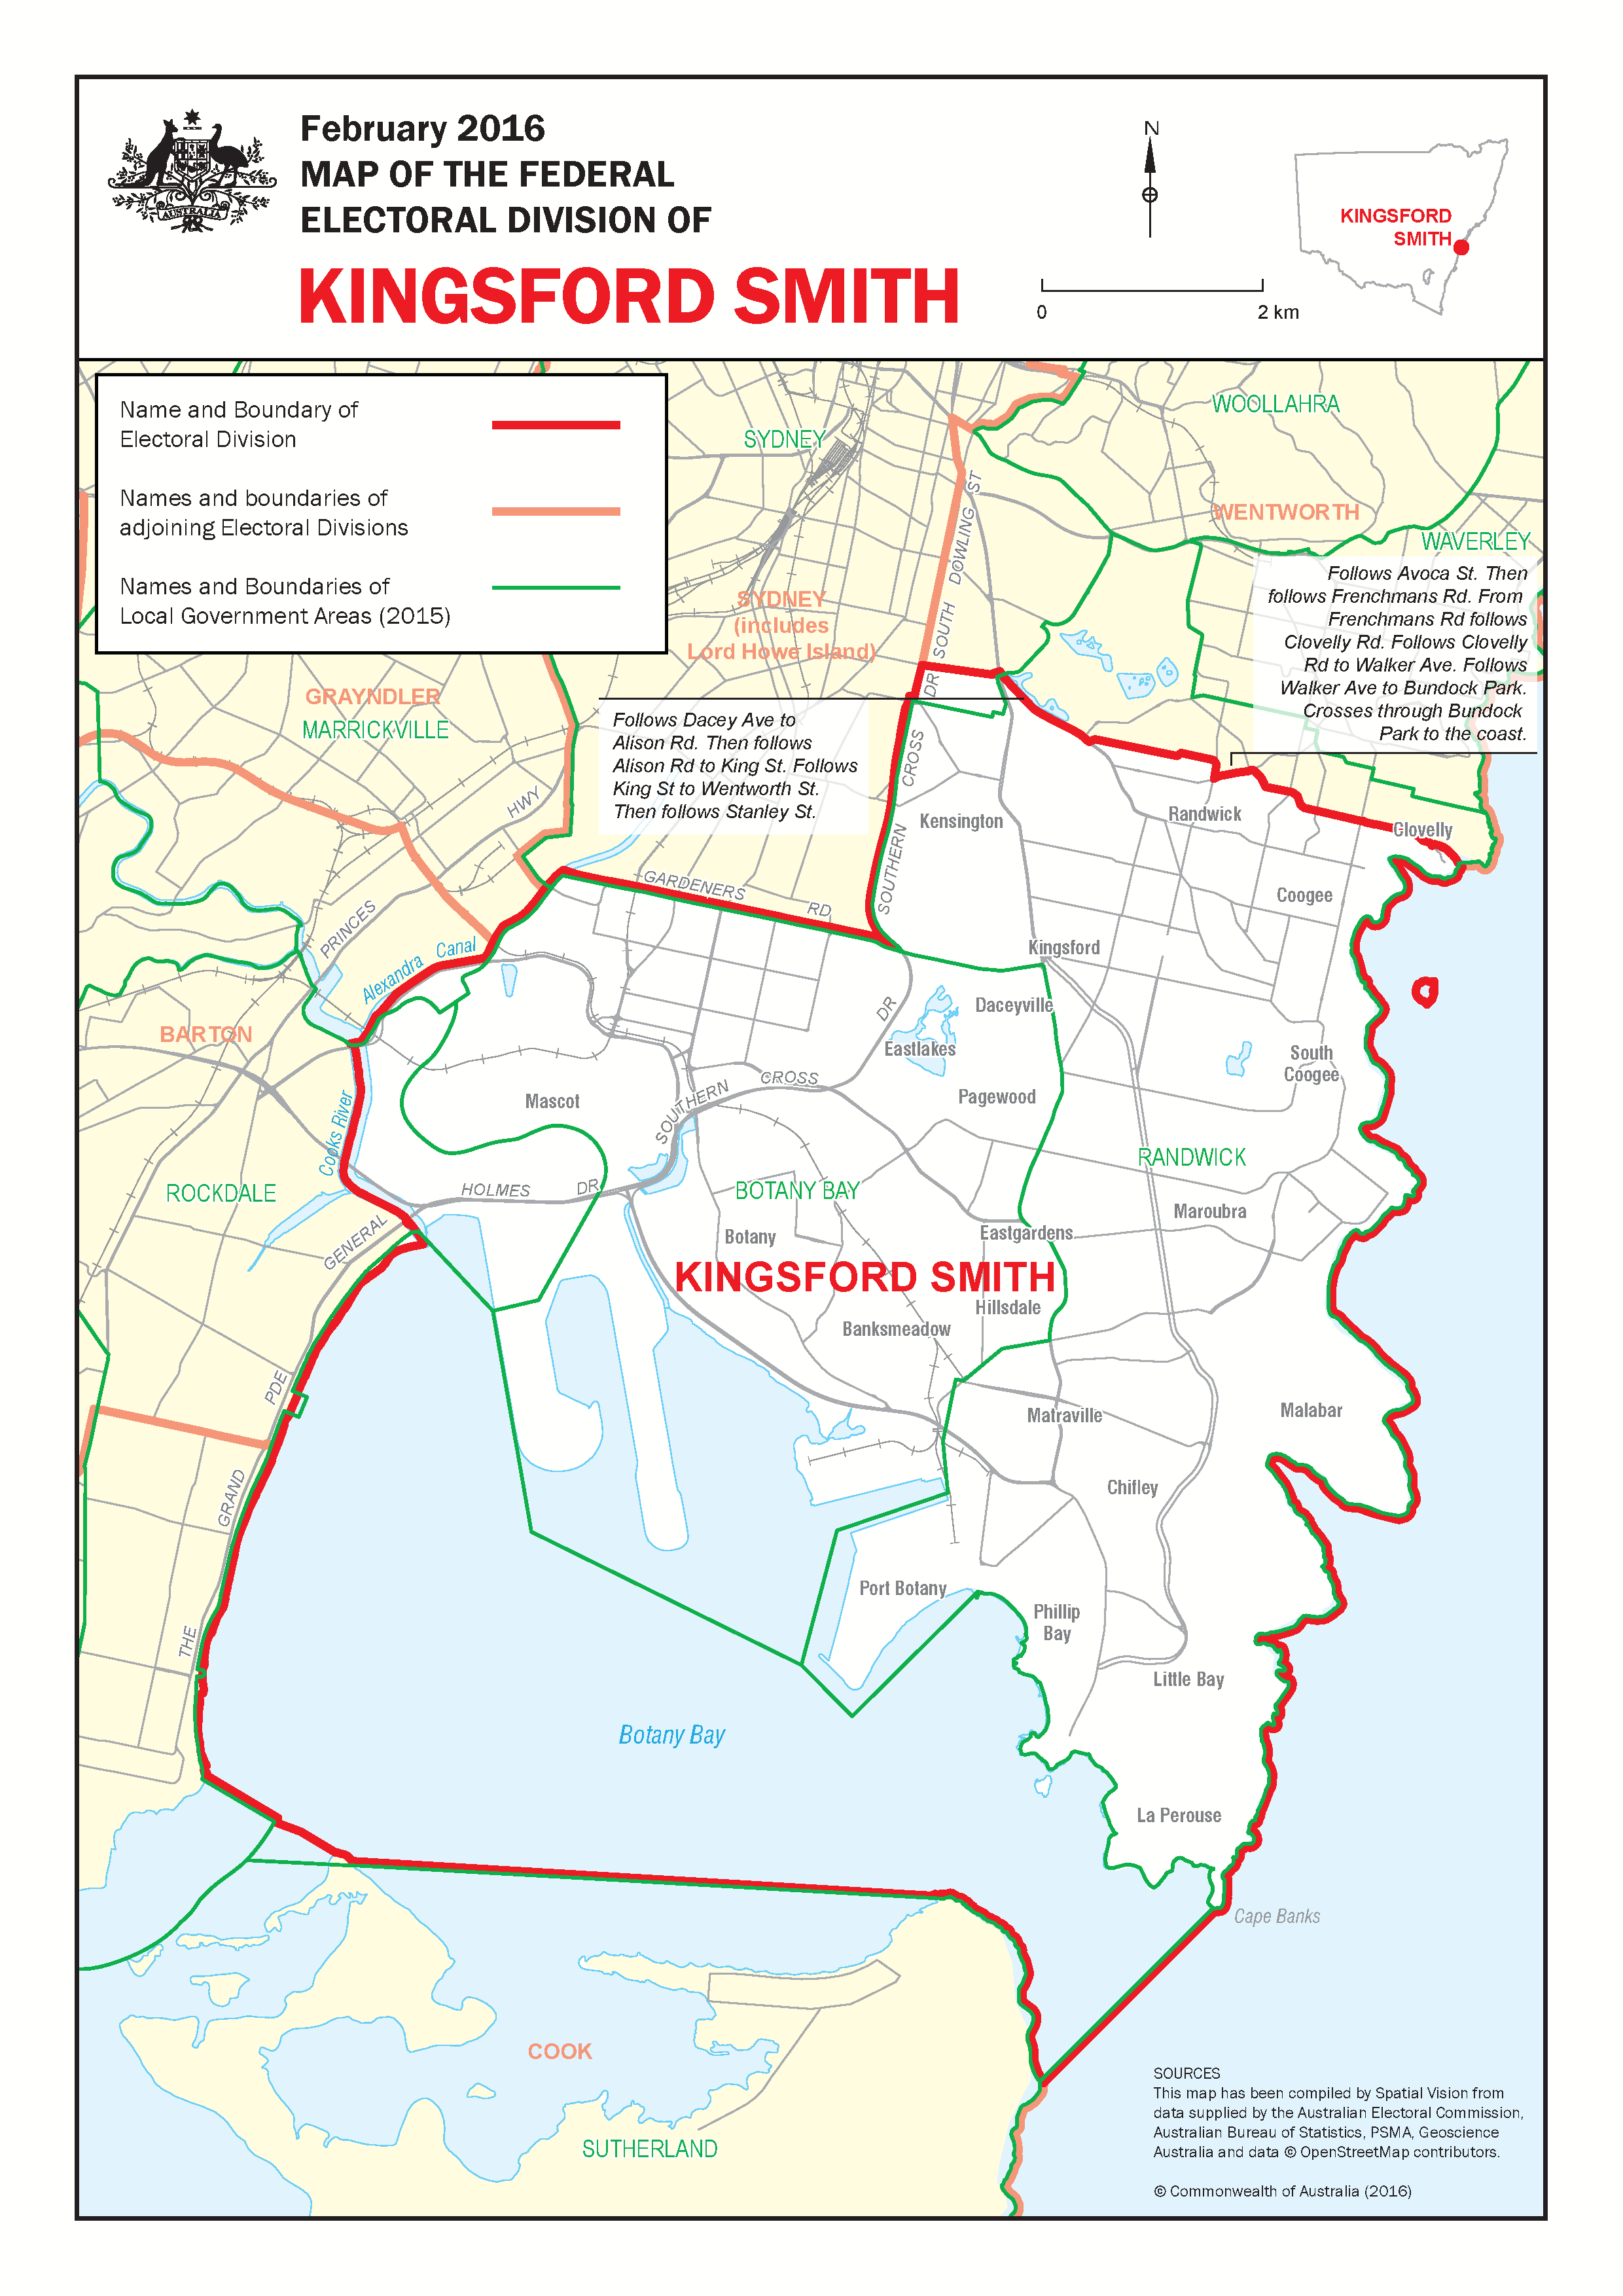 February 2016
MAP OF THE FEDERAL
ELECTORAL DIVISION OF
KINGSFORD SMITH
AUSTRALIA
N
0
2 km
KINGSFORD
SMITH
Name and Boundary of
Electoral Division
Names and boundaries of
adjoining Electoral Divisions
Names and Boundaries of
Local Government Areas (2015)
SYDNEY
WOOLLAHRA
WENTWORTH
WAVERLEY
SOUTH DOWLING ST
SYDNEY
(includes
Lord Howe Island)
Follows Avoca St. Then
follows Frenchmans Rd. From
Frenchmans Rd follows
Clovelly Rd. Follows Clovelly
Rd to Walker Ave. Follows
Walker Ave to Bundock Park.
Crosses through Bundock
Park to the coast.
GRAYNDLER
MARRICKVILLE
Follows Dacey Ave to
Alison Rd. Then follows
Alison Rd to King St. Follows
King St to Wentworth St.
Then follows Stanley St.
SOUTHERN CROSS DR
PRINCES HWY
GARDENERS RD
Kensington
Randwick
Clovelly
Coogee
Kingsford
Alexandra Canal
Daceyville
Eastlakes
South
Coogee
BARTON
Mascot
SOUTHERN CROSS DR
Pagewood
Cooks River
RANDWICK
ROCKDALE
HOLMES DR
BOTANY BAY
Maroubra
GENERAL
Botany
Eastgardens
KINGSFORD SMITH
Hillsdale
Banksmeadow
THE GRAND PDE
Matraville
Malabar
Chifley
Port Botany
Phillip
Bay
Little Bay
Botany Bay
La Perouse
Cape Banks
COOK
SUTHERLAND
SOURCES
This map has been compiled by Spatial Vision from
data supplied by the Australian Electoral Commission,
Australian Bureau of Statistics, PSMA, Geoscience
Australia and data © OpenStreetMap contributors.
© Commonwealth of Australia (2016)